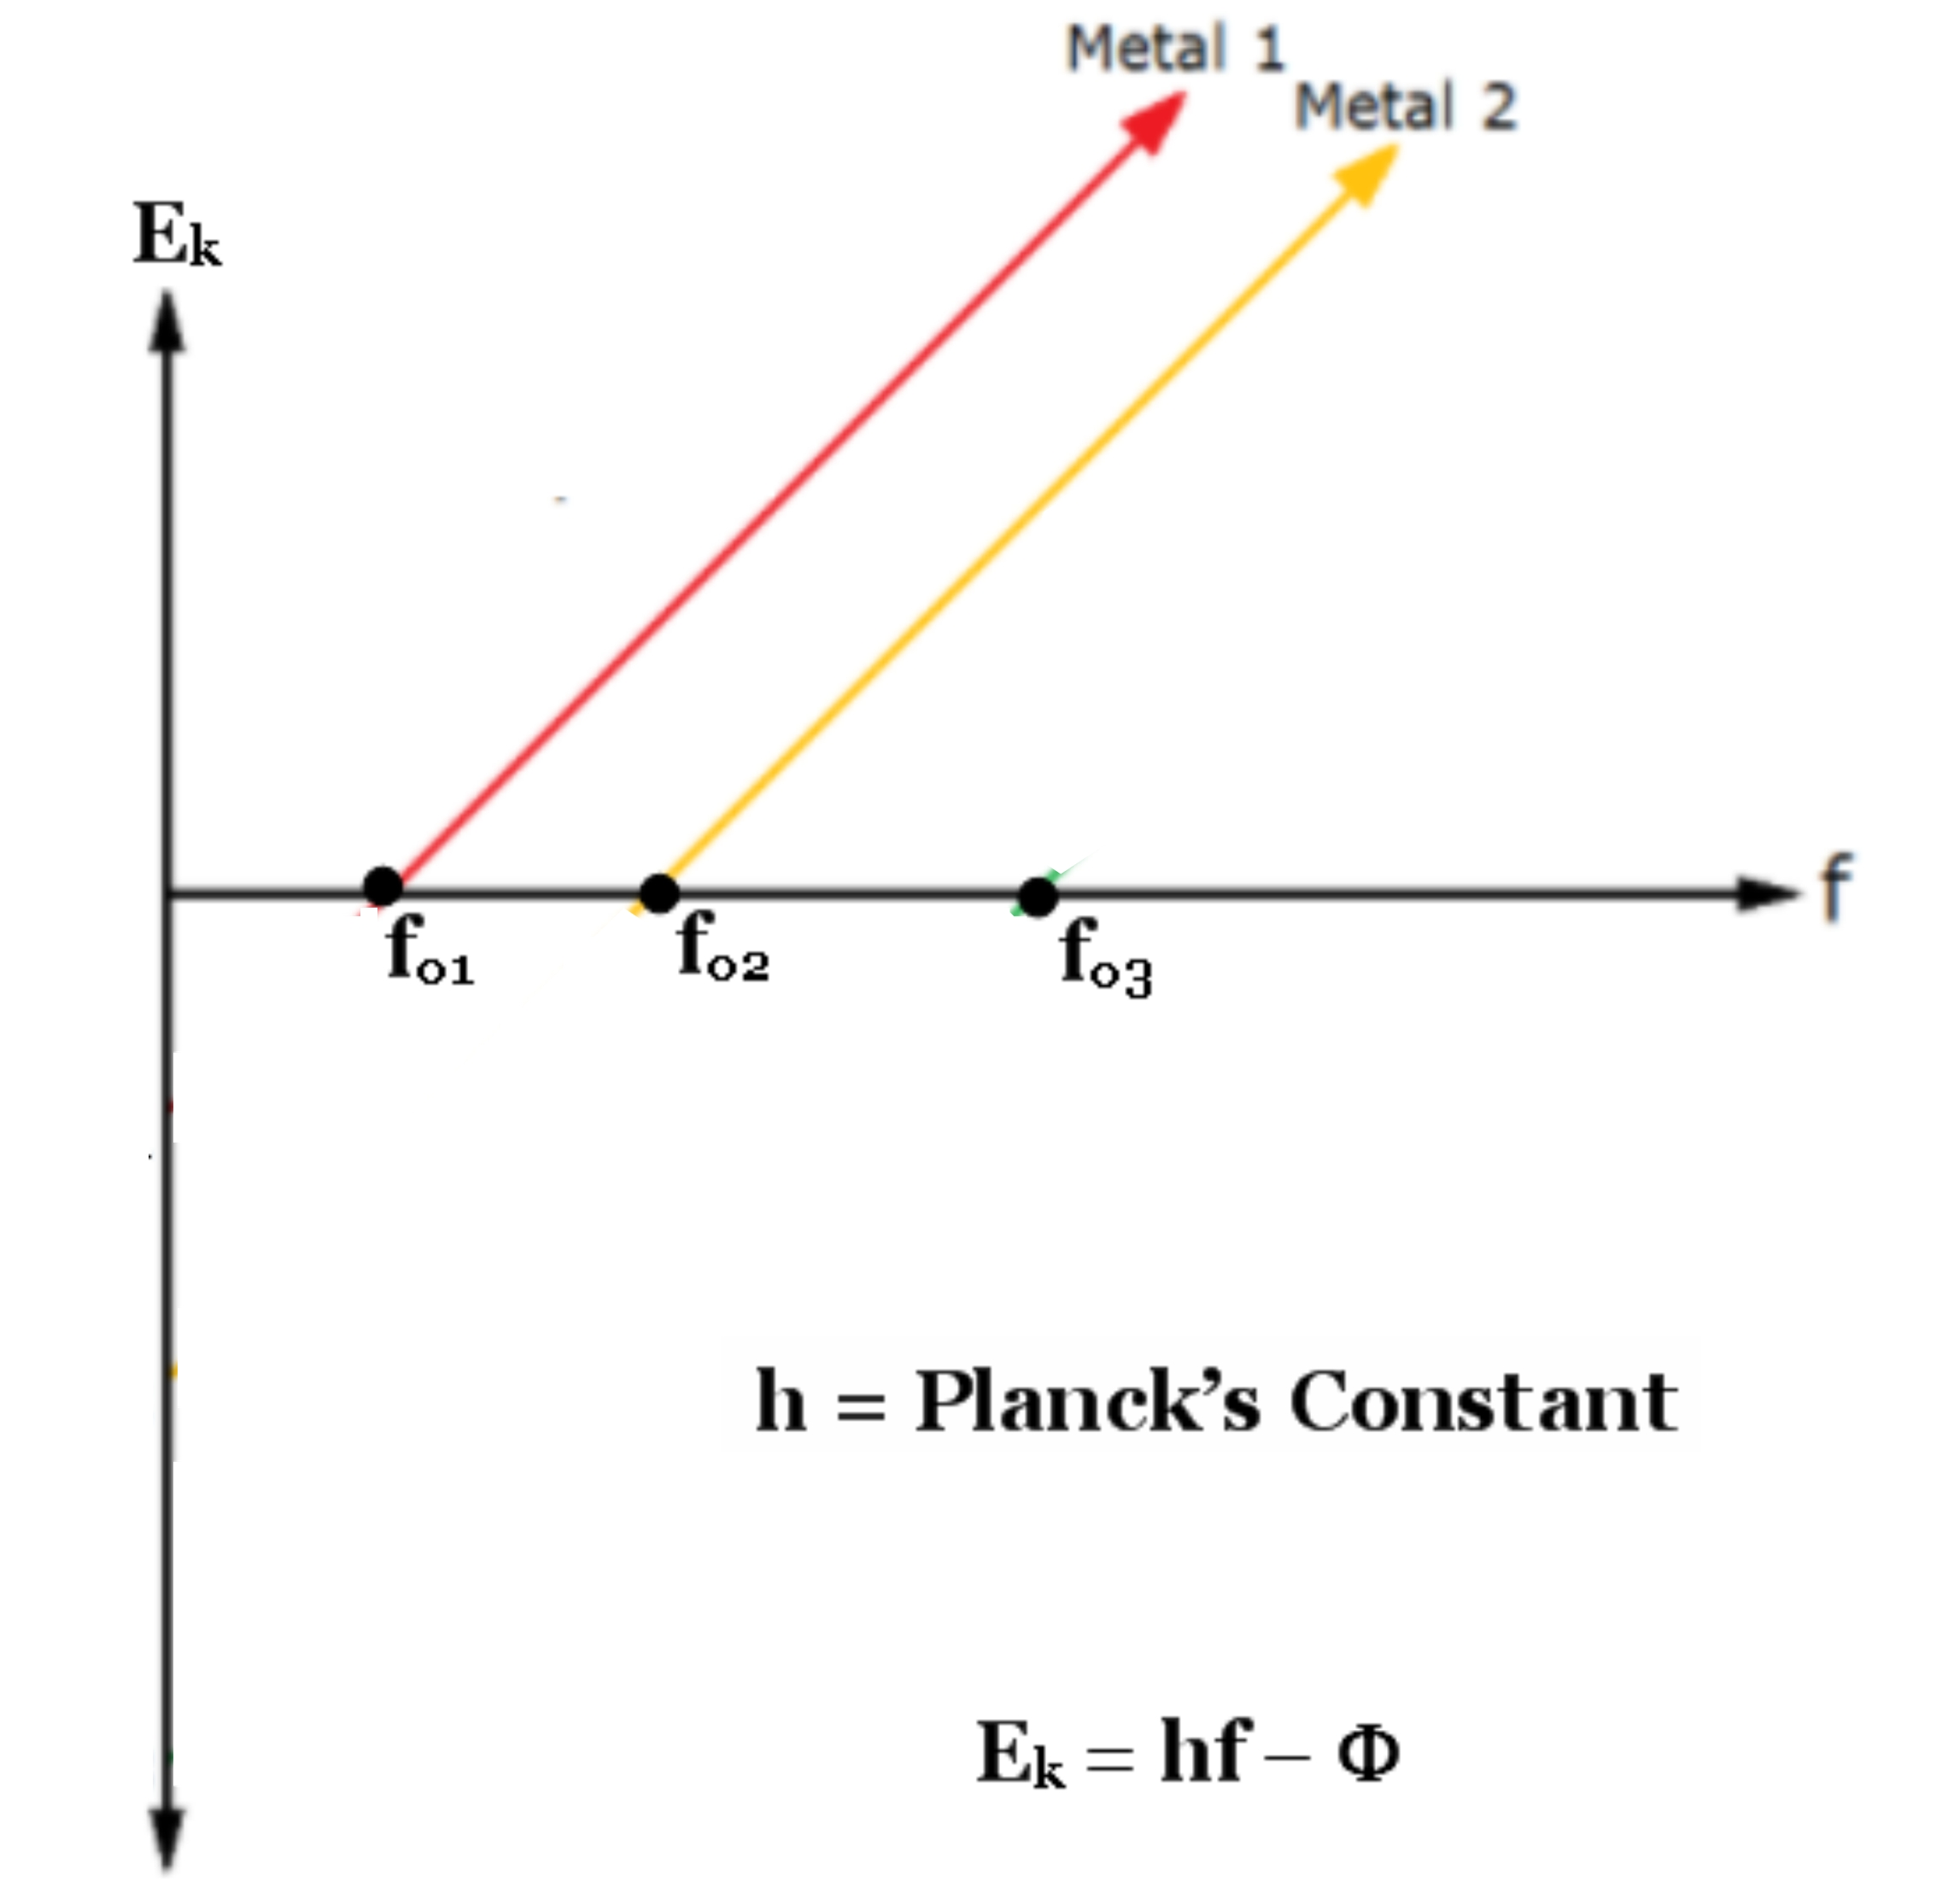 Metal 1
Metal 2
Eₖ
f
fₒ₁
fₒ₂
fₒ₃
h = Planck’s Constant
Eₖ = hf – Φ